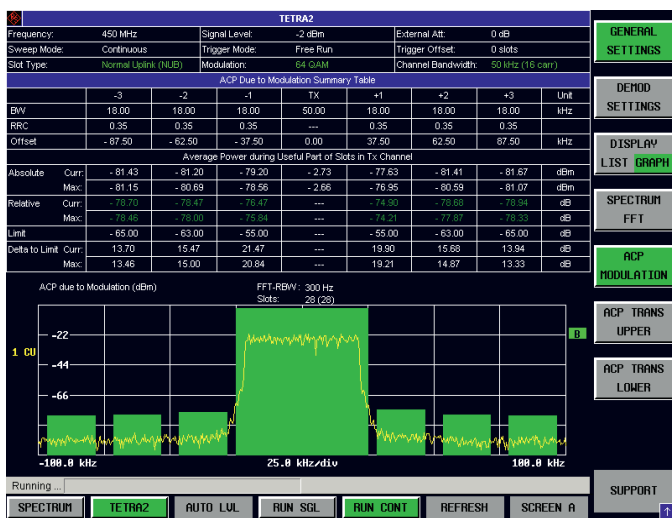 TETRA2
Frequency: 450 MHz Signal Level: -2 dBm External Att: 0 dB
Sweep Mode: Continuous Trigger Mode: Free Run Trigger Offset: 0 slots
Slot Type: Normal Uplink (NUB) Modulation: 64 QAM Channel Bandwidth: 50 kHz (16 carr)
ACP Due to Modulation Summary Table
-3 -2 -1 TX +1 +2 +3 Unit
BW 18.00 18.00 18.00 50.00 18.00 18.00 18.00 kHz
RRC 0.35 0.35 0.35 --- 0.35 0.35 0.35
Offset - 87.50 - 62.50 - 37.50 0.00 37.50 62.50 87.50 kHz
Average Power during Useful Part of Slots in Tx Channel
Absolute Curr: - 81.43 - 81.20 - 79.20 - 2.73 - 77.63 - 81.41 - 81.67 dBm
Max: - 81.15 - 80.69 - 78.56 - 2.66 - 76.95 - 80.59 - 81.07 dBm
Relative Curr: - 78.70 - 78.47 - 76.47 --- - 74.90 - 78.68 - 78.94 dB
Max: - 78.46 - 78.00 - 75.84 --- - 74.21 - 77.87 - 78.33 dB
Limit - 65.00 - 63.00 - 55.00 --- - 55.00 - 63.00 - 65.00 dB
Delta to Limit Curr: 13.70 15.47 21.47 --- 19.90 15.68 13.94 dB
Max: 13.46 15.00 20.84 --- 19.21 14.87 13.33 dB
ACP due to Modulation (dBm) FFT-RBW: 300 Hz
Slots: 28 (28)
-22
B
1 CU
-44
-66
-100.0 kHz 25.0 kHz/div 100.0 kHz
Running ...
SPECTRUM TETRA2 AUTO LVL RUN SGL RUN CONT REFRESH SCREEN A
GENERAL
SETTINGS
DEMOD
SETTINGS
DISPLAY
LIST GRAPH
SPECTRUM
FFT
ACP
MODULATION
ACP TRANS
UPPER
ACP TRANS
LOWER
SUPPORT
↑